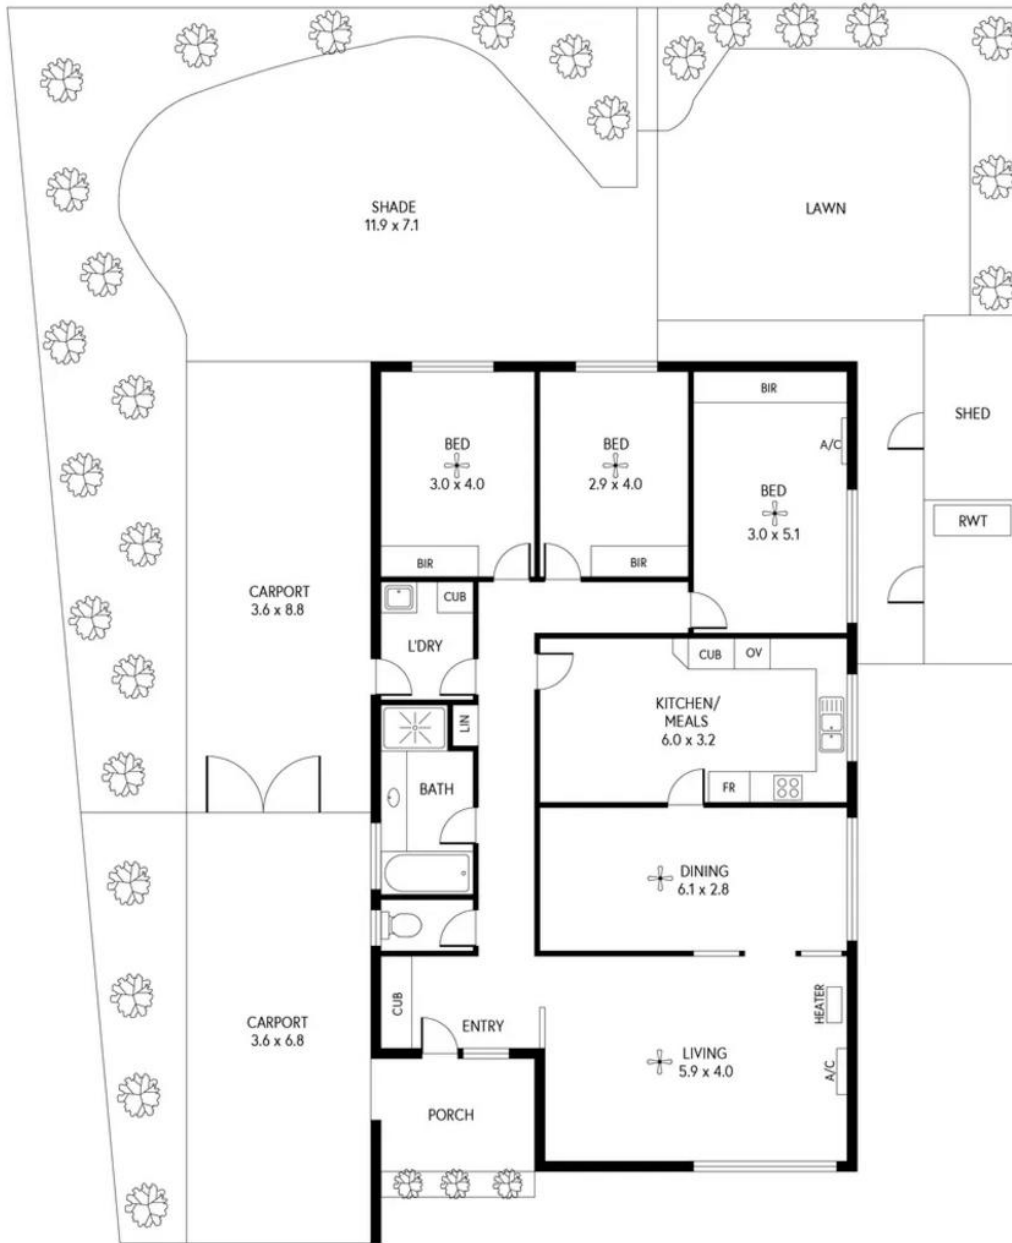 SHADE
11.9 x 7.1
LAWN
BED
3.0 x 4.0
BIR
BED
2.9 x 4.0
BIR
BIR
A/C
BED
3.0 x 5.1
SHED
RWT
CARPORT
3.6 x 8.8
CUB
L'DRY
LIN
BATH
CUB
OV
KITCHEN/
MEALS
6.0 x 3.2
FR
DINING
6.1 x 2.8
CARPORT
3.6 x 6.8
CUB
ENTRY
HEATER
LIVING
5.9 x 4.0
A/C
PORCH